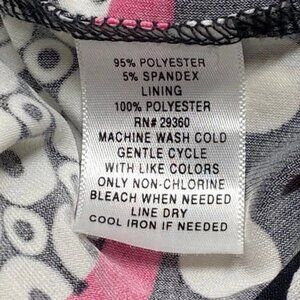 95% POLYESTER
5% SPANDEX
LINING
100% POLYESTER
RN# 29360
MACHINE WASH COLD
GENTLE CYCLE
WITH LIKE COLORS
ONLY NON-CHLORINE
BLEACH WHEN NEEDED
LINE DRY
COOL IRON IF NEEDED